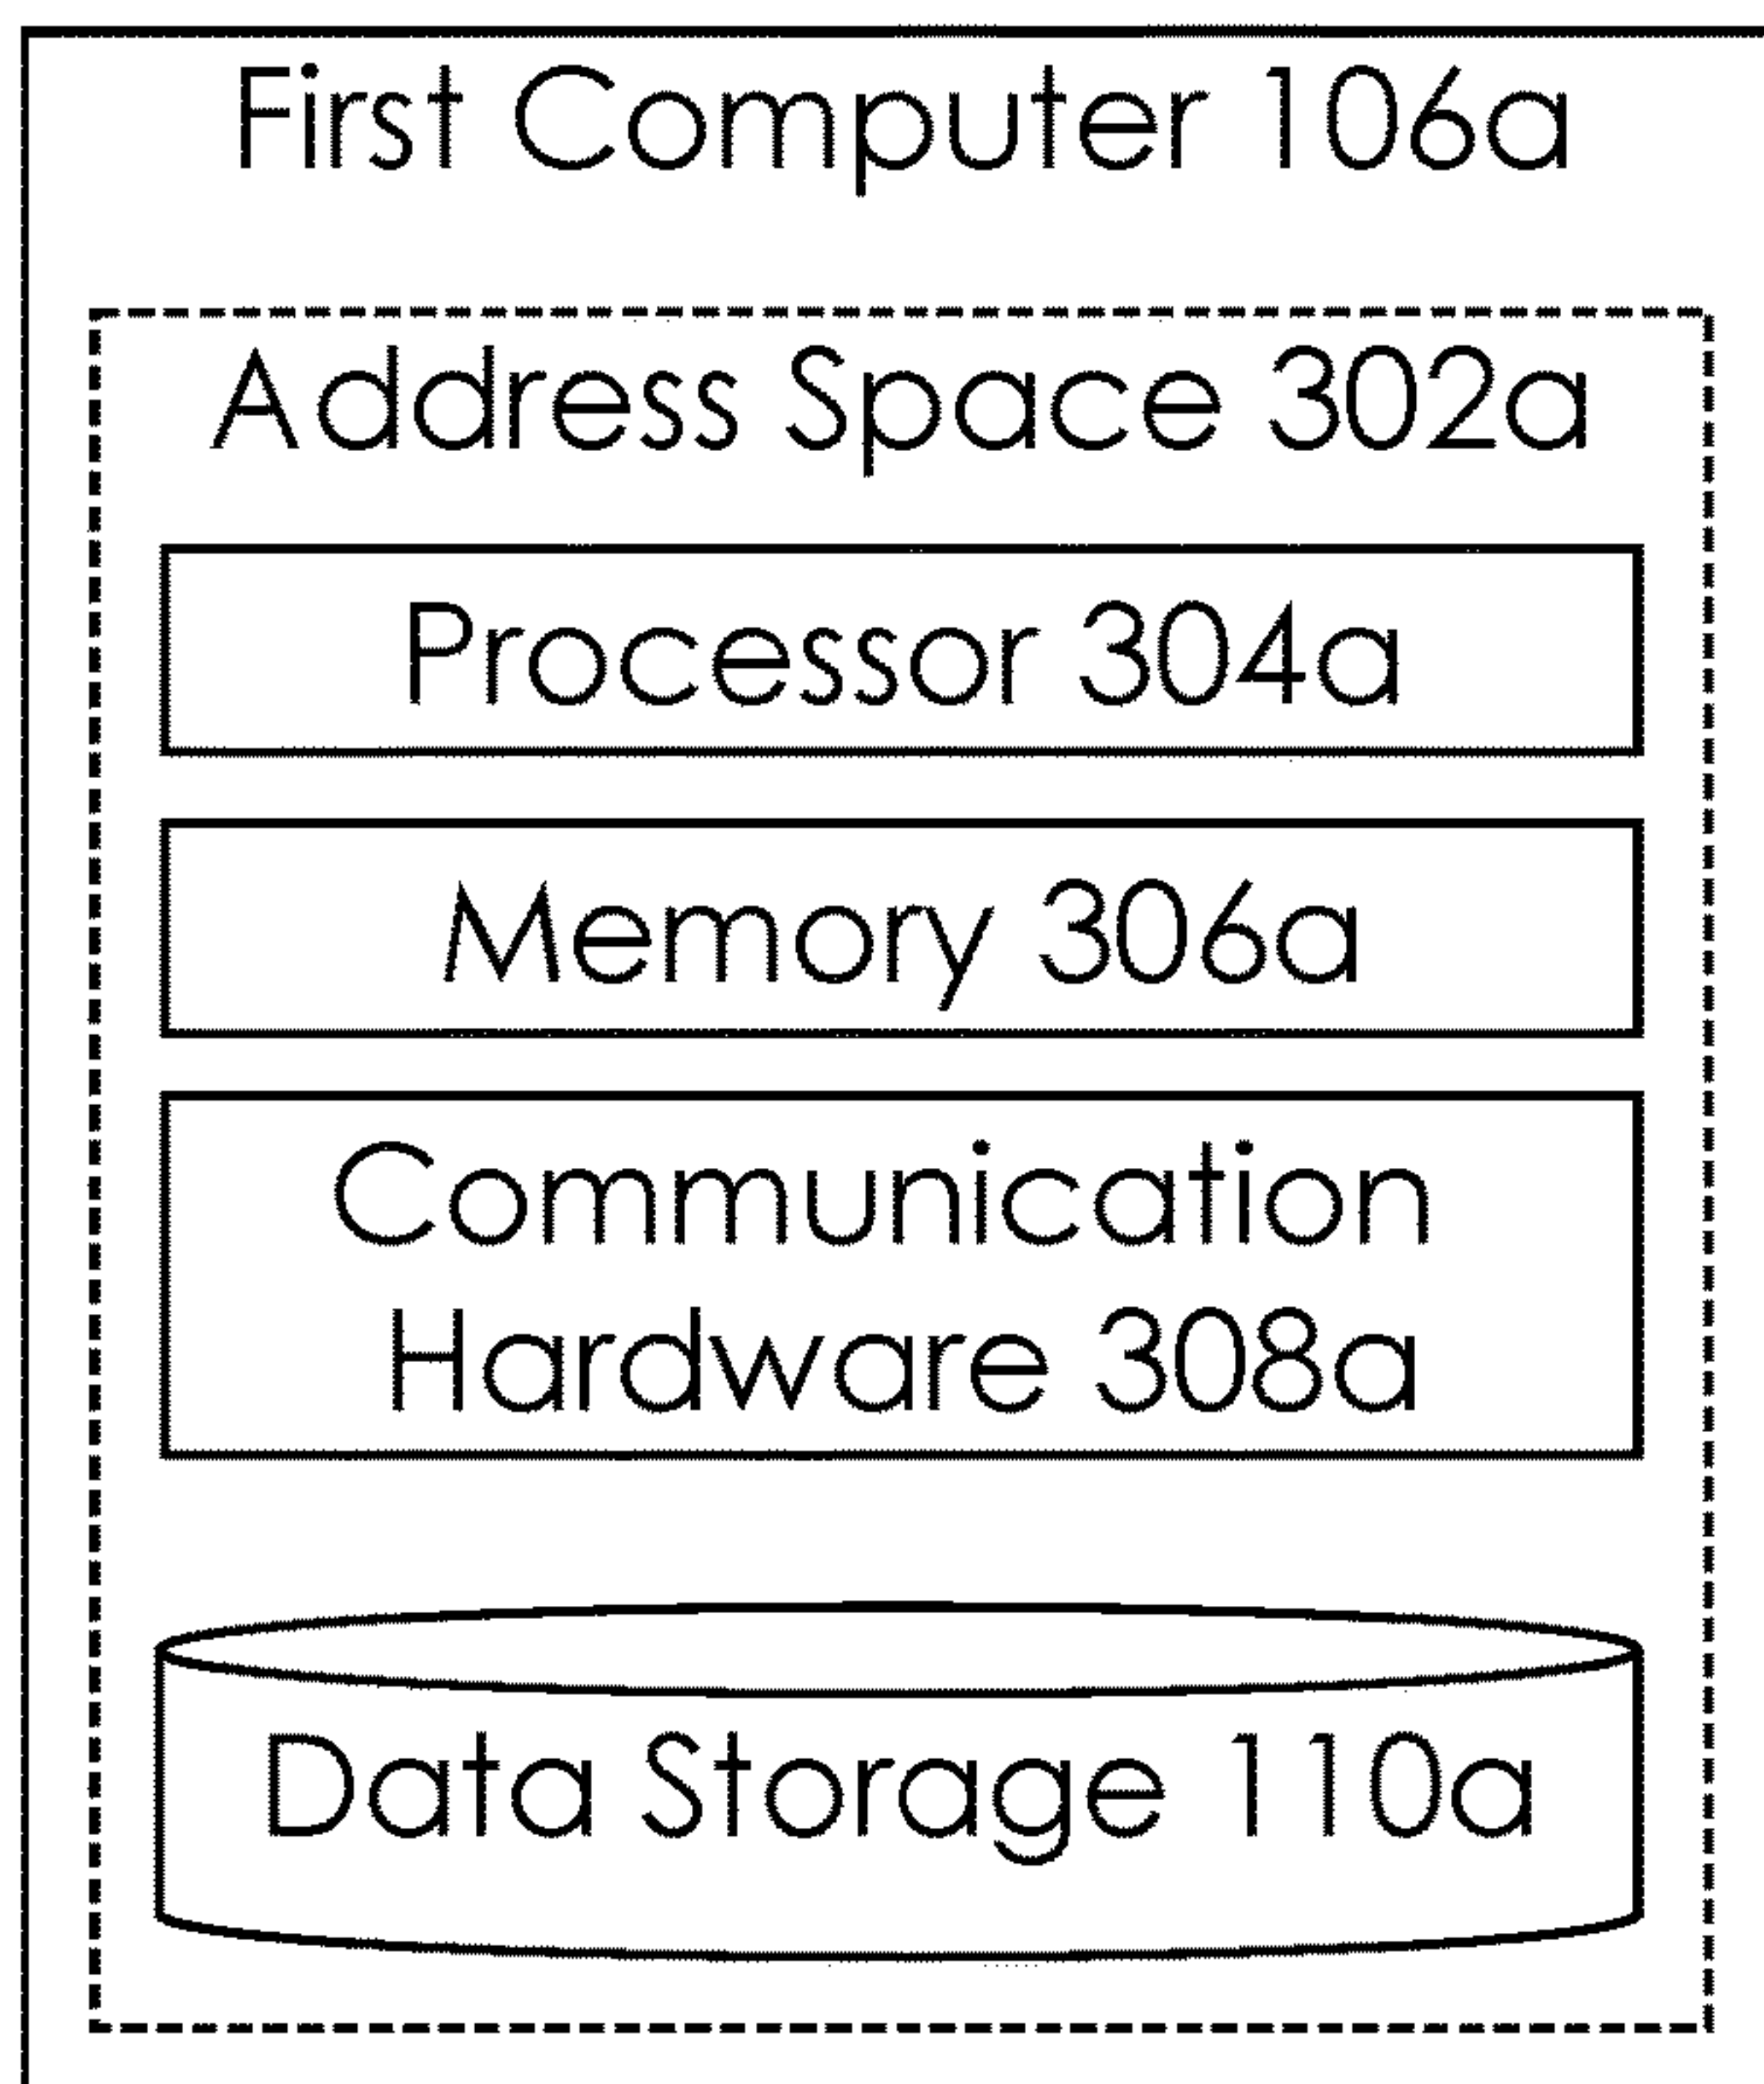 First Computer 106a
Address Space 302a
Processor 304a
Memory 306a
Communication
Hardware 308a
Data Storage 110a